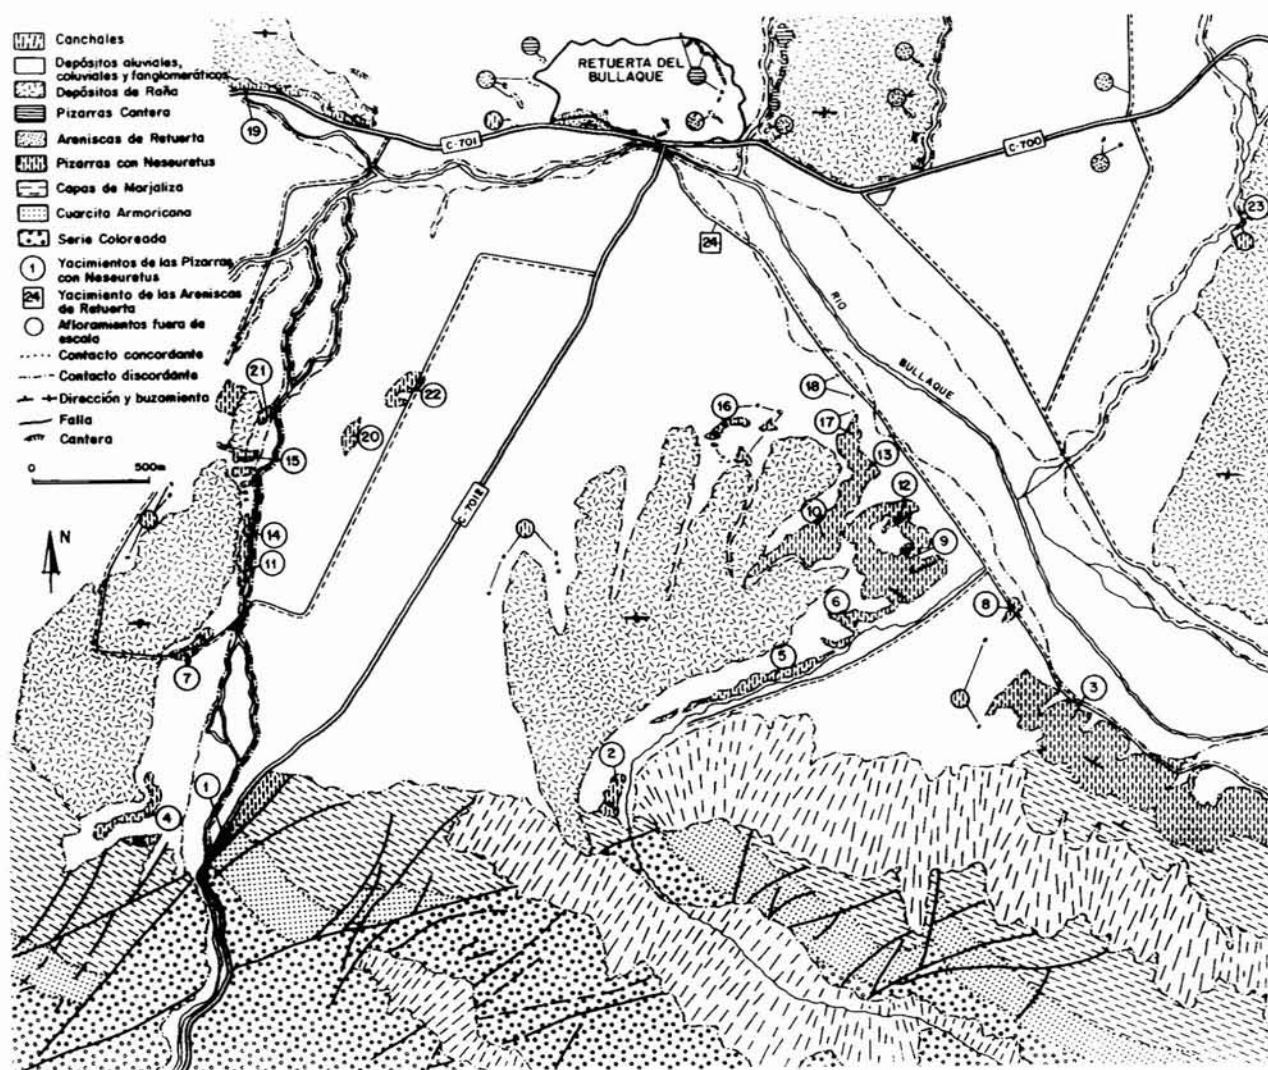 Canchales
Depósitos aluviales,
coluviales y fanglomeráticos
Depósitos de Raña
Pizarras Cantera
Areniscas de Retuerta
Pizarras con Neseuretus
Capas de Marjaliza
Cuarcita Armoricana
Serie Coloreada
1 Yacimientos de las Pizarras
con Neseuretus
24 Yacimiento de las Areniscas
de Retuerta
Afloramientos fuera de
escala
Contacto concordante
Contacto discordante
Dirección y buzamiento
Falla
Cantera
0 500m
N
RETUERTA DEL
BULLAQUE
19
C-701
C-700
23
24
RIO
BULLAQUE
21
22
18
16
17
20
15
13
12
C-7012
10
14
9
11
6
8
5
7
3
2
1
4